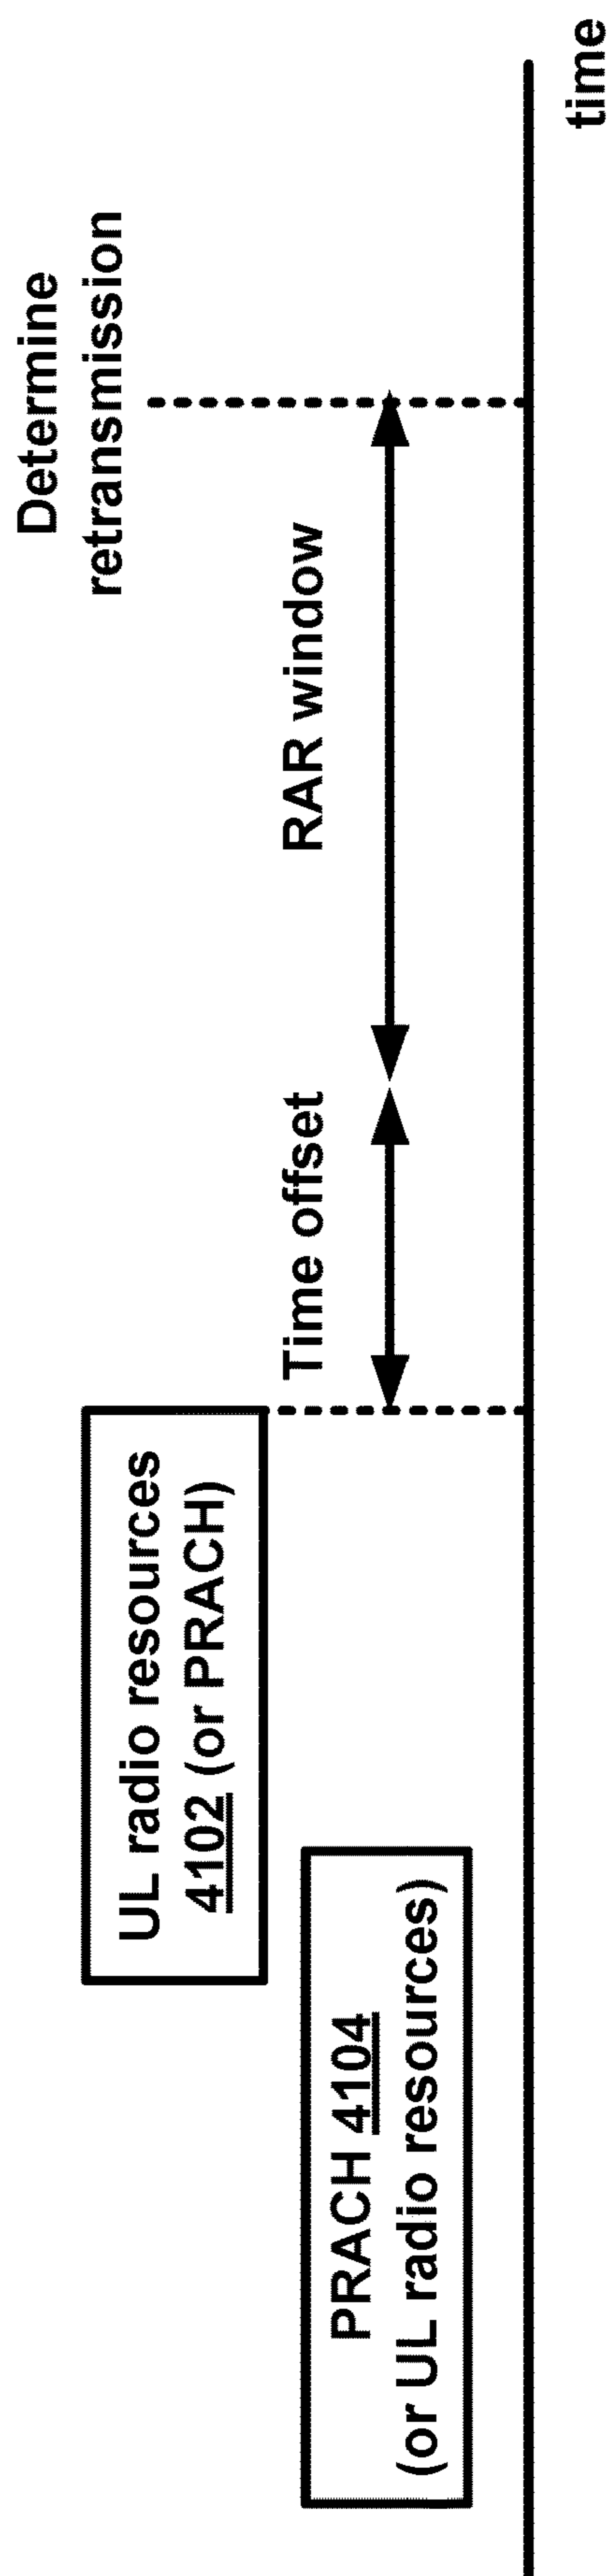 Determine
retransmission
UL radio resources
4102 (or PRACH)
Time offset
RAR window
PRACH 4104
(or UL radio resources)
time